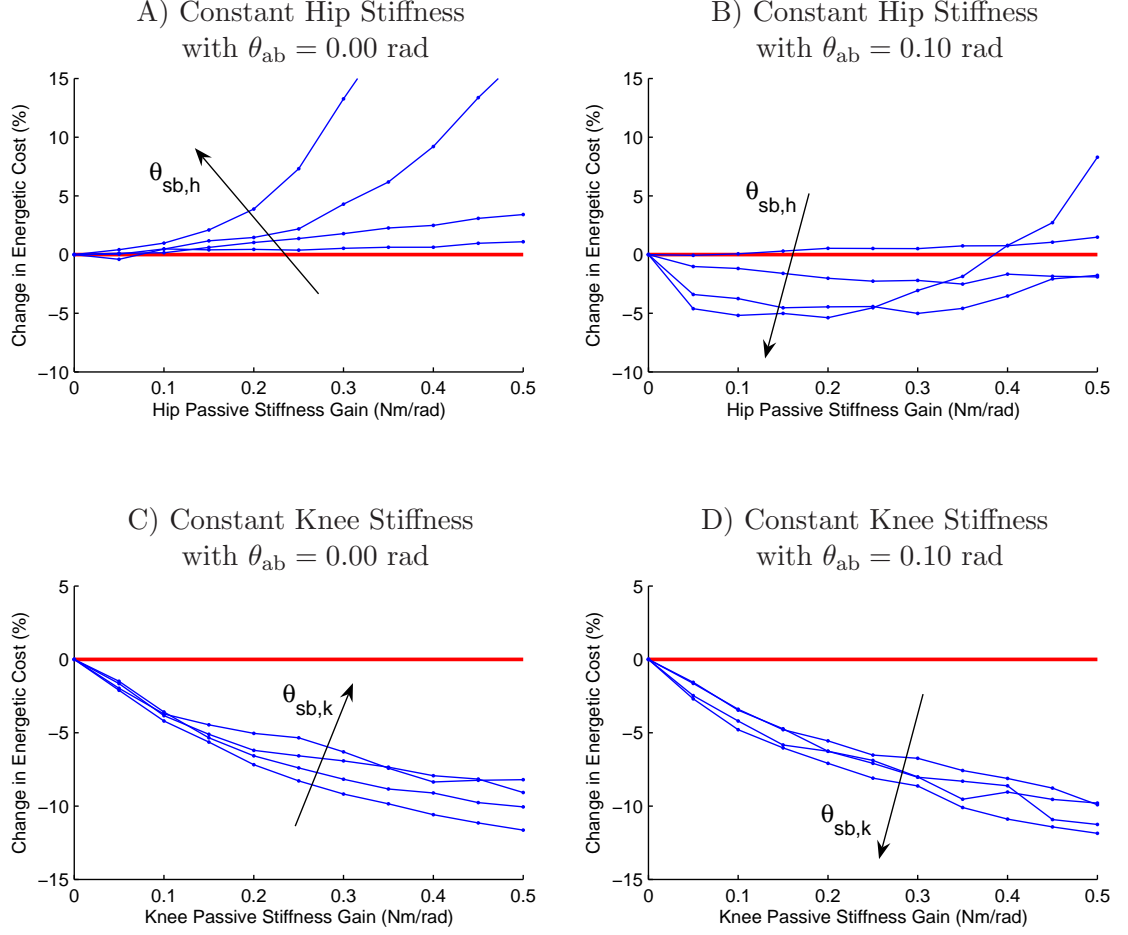 A) Constant Hip Stiffness
with θab = 0.00 rad
15
10
5
0
−5
−10
Change in Energetic Cost (%)
θsb,h
0 0.1 0.2 0.3 0.4 0.5
Hip Passive Stiffness Gain (Nm/rad)
B) Constant Hip Stiffness
with θab = 0.10 rad
15
10
5
0
−5
−10
Change in Energetic Cost (%)
θsb,h
0 0.1 0.2 0.3 0.4 0.5
Hip Passive Stiffness Gain (Nm/rad)
C) Constant Knee Stiffness
with θab = 0.00 rad
5
0
−5
−10
−15
Change in Energetic Cost (%)
θsb,k
0 0.1 0.2 0.3 0.4 0.5
Knee Passive Stiffness Gain (Nm/rad)
D) Constant Knee Stiffness
with θab = 0.10 rad
5
0
−5
−10
−15
Change in Energetic Cost (%)
θsb,k
0 0.1 0.2 0.3 0.4 0.5
Knee Passive Stiffness Gain (Nm/rad)